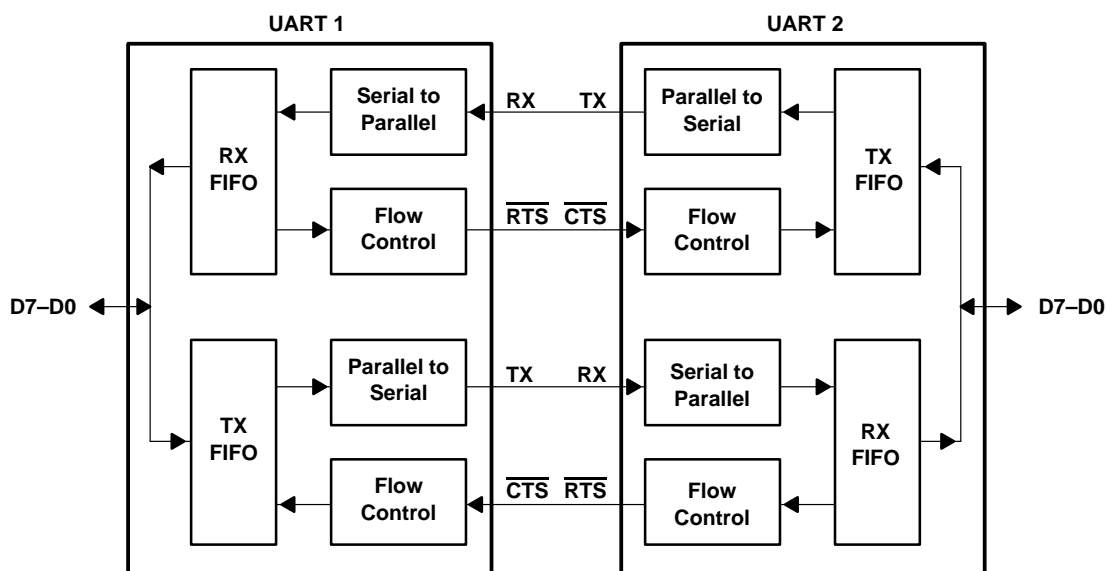 UART 1
UART 2
RX
FIFO
Serial to
Parallel
RX
TX
Parallel to
Serial
TX
FIFO
Flow
Control
RTS
CTS
Flow
Control
D7–D0
D7–D0
TX
FIFO
Parallel to
Serial
TX
RX
Serial to
Parallel
RX
FIFO
Flow
Control
CTS
RTS
Flow
Control